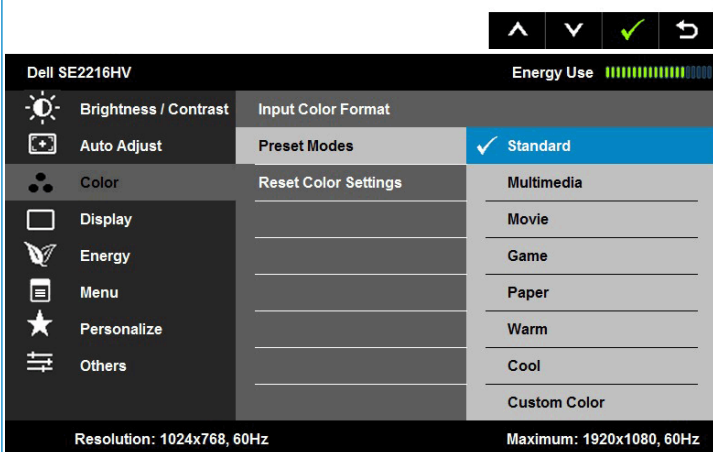 Dell SE2216HV Energy Use
Brightness / Contrast Input Color Format
Auto Adjust Preset Modes Standard
Color Reset Color Settings Multimedia
Display Movie
Energy Game
Menu Paper
Personalize Warm
Others Cool
Custom Color
Resolution: 1024x768, 60Hz Maximum: 1920x1080, 60Hz